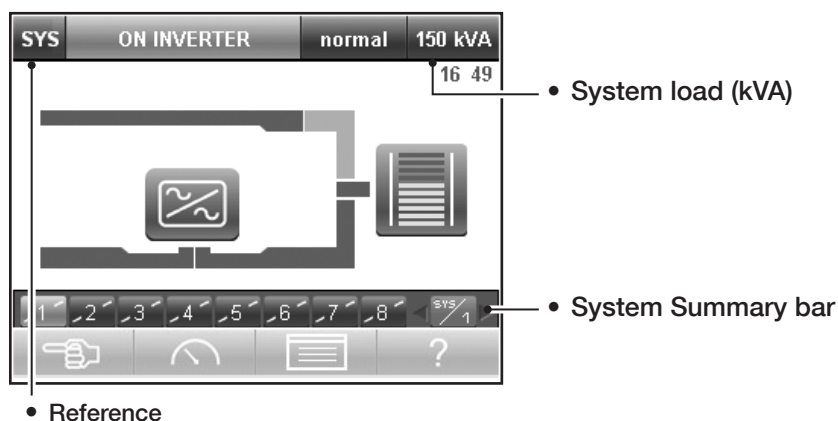 SYS ON INVERTER normal 150 kVA
16 49
• System load (kVA)
1 2 3 4 5 6 7 8 SYS/1
• System Summary bar
?
• Reference